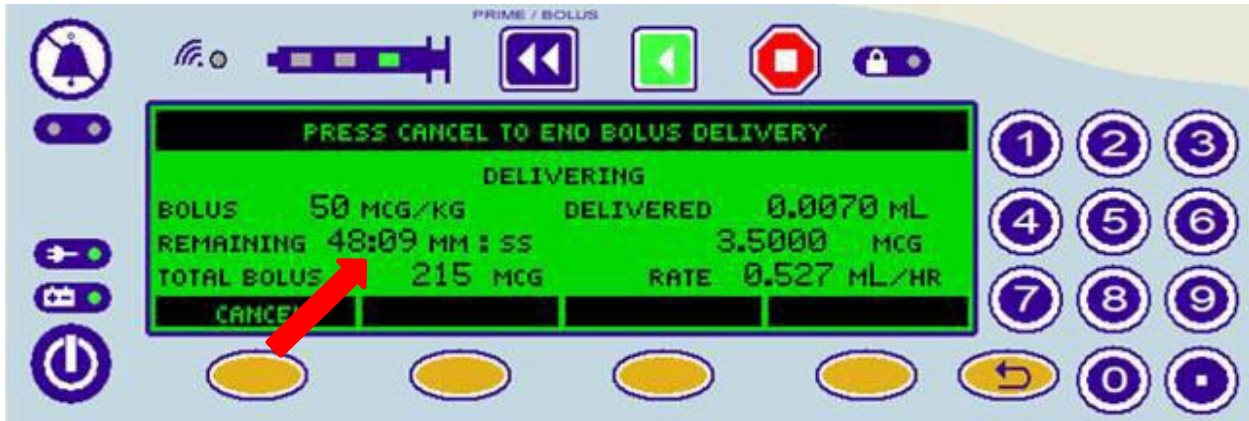 PRIME / BOLUS
PRESS CANCEL TO END BOLUS DELIVERY
DELIVERING
BOLUS 50 MCG/KG DELIVERED 0.0070 mL
REMAINING 48:09 MM : SS 3.5000 MCG
TOTAL BOLUS 215 MCG RATE 0.527 mL/HR
CANCEL
1 2 3
4 5 6
7 8 9
0 .